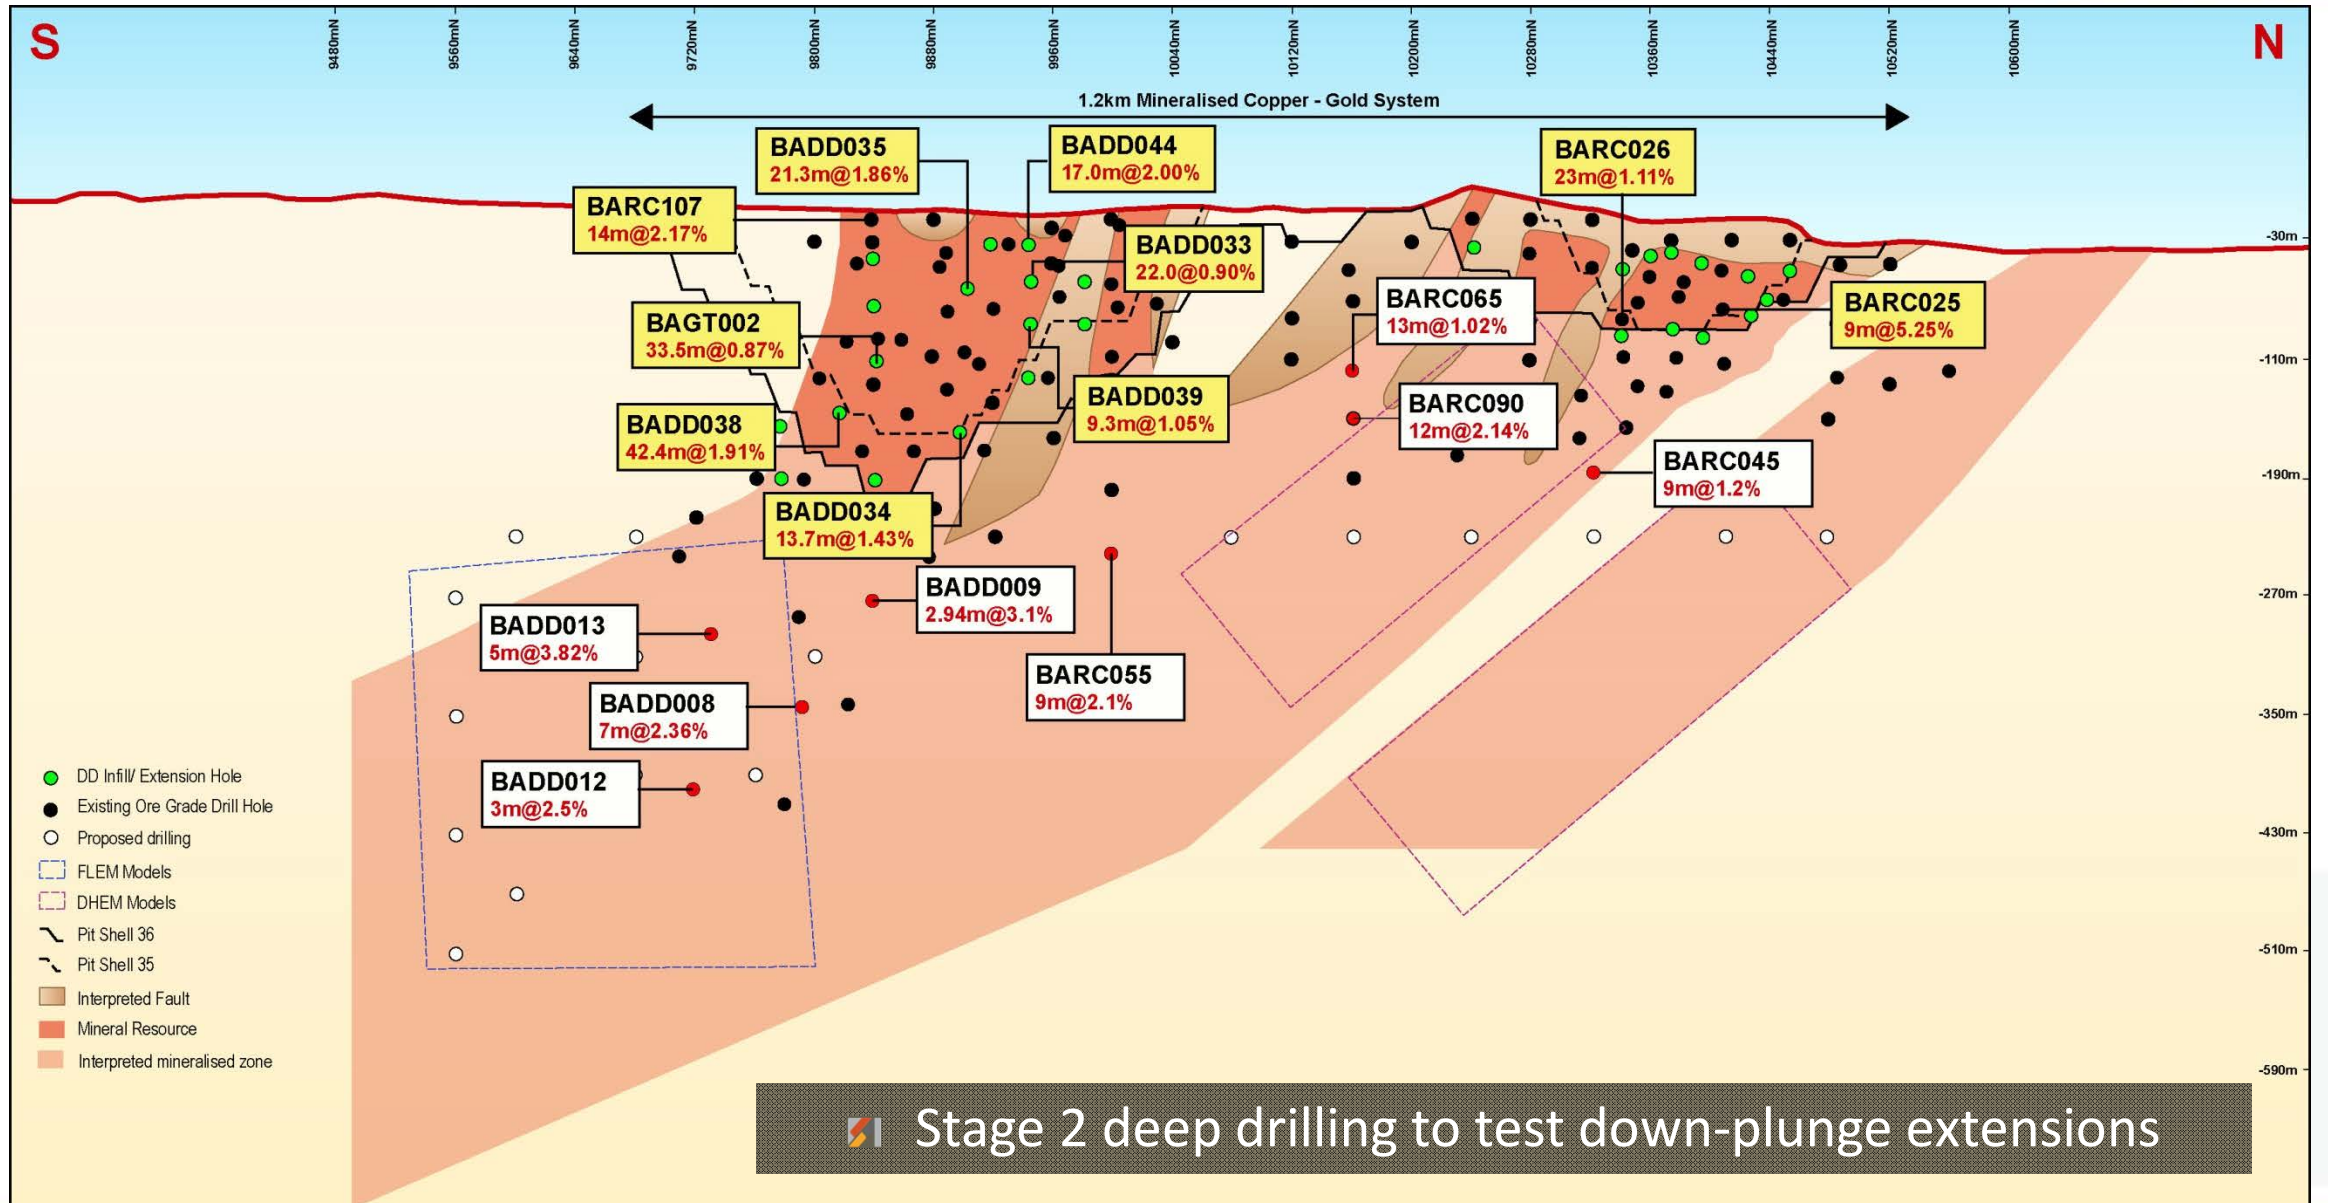 S
N
9480mN
9560mN
9640mN
9720mN
9800mN
9880mN
9960mN
10040mN
10120mN
12000mN
10280mN
10360mN
10440mN
10520mN
10600mN
1.2km Mineralised Copper - Gold System
BADD035
21.3m@1.86%
BADD044
17.0m@2.00%
BARC026
23m@1.11%
BARC107
14m@2.17%
BADD033
22.0@0.90%
BARC065
13m@1.02%
BARC025
9m@5.25%
BAGT002
33.5m@0.87%
BADD039
9.3m@1.05%
BARC090
12m@2.14%
BADD038
42.4m@1.91%
BARC045
9m@1.2%
BADD034
13.7m@1.43%
BADD009
2.94m@3.1%
BADD013
5m@3.82%
BARC055
9m@2.1%
BADD008
7m@2.36%
BADD012
3m@2.5%
-30m
-110m
-190m
-270m
-350m
-430m
-510m
-590m
DD Infill/ Extension Hole
Existing Ore Grade Drill Hole
Proposed drilling
FLEM Models
DHEM Models
Pit Shell 36
Pit Shell 35
Interpreted Fault
Mineral Resource
Interpreted mineralised zone
Stage 2 deep drilling to test down-plunge extensions